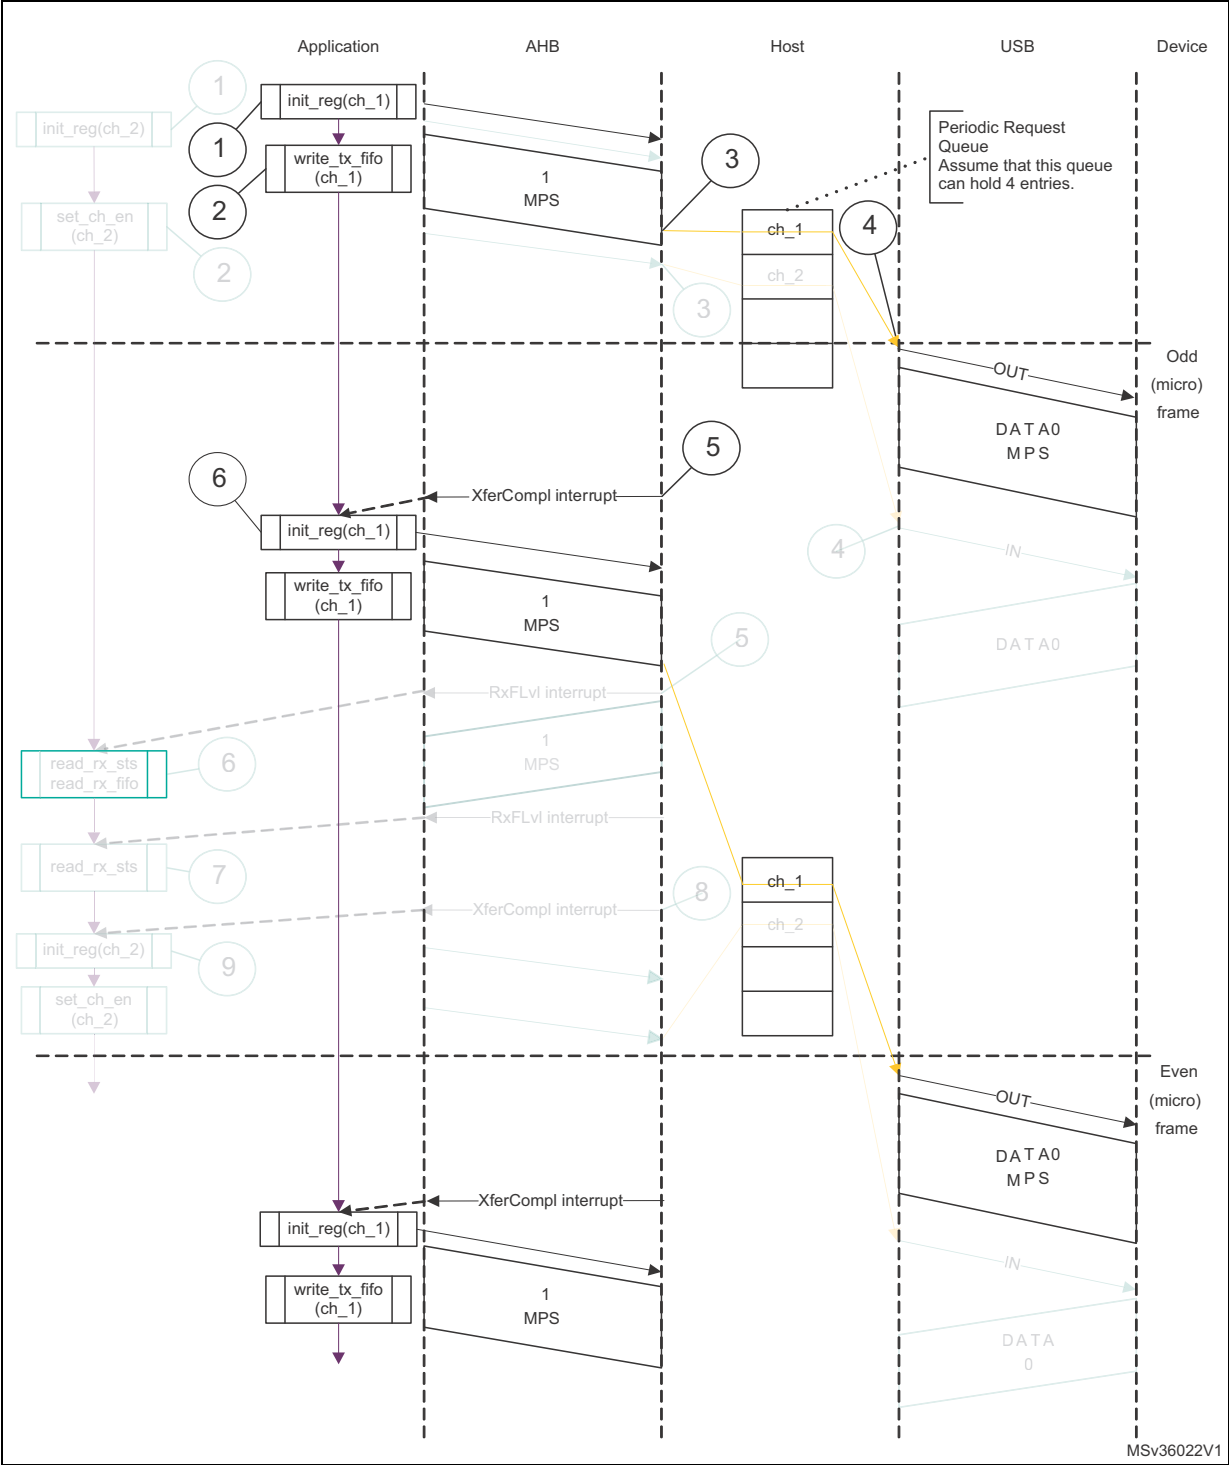 Application AHB Host USB Device
1
init_reg(ch_1)
init_reg(ch_2)
1
Periodic Request
Queue
Assume that this queue
can hold 4 entries.
write_tx_fifo
(ch_1)
1
MPS
3
2
set_ch_en
(ch_2)
ch_1
4
2
ch_2
3
Odd
(micro)
frame
OUT
DATA0
MPS
5
6
XferCompl interrupt
init_reg(ch_1)
4
IN
write_tx_fifo
(ch_1)
1
MPS
5
DATA0
RxFLvl interrupt
read_rx_sts
read_rx_fifo
6
1
MPS
RxFLvl interrupt
read_rx_sts
7
ch_1
8
XferCompl interrupt
ch_2
init_reg(ch_2)
9
set_ch_en
(ch_2)
Even
(micro)
frame
OUT
DATA0
MPS
XferCompl interrupt
init_reg(ch_1)
IN
write_tx_fifo
(ch_1)
1
MPS
DATA
0
MSv36022V1